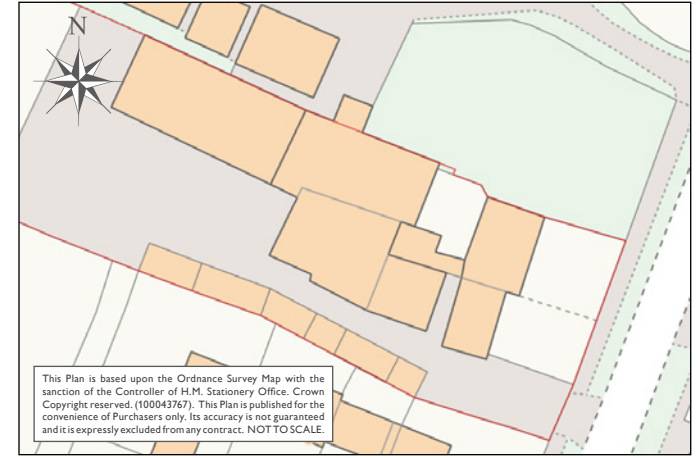 N
This Plan is based upon the Ordnance Survey Map with the
sanction of the Controller of H.M. Stationery Office. Crown
Copyright reserved. (100043767). This Plan is published for the
convenience of Purchasers only. Its accuracy is not guaranteed
and it is expressly excluded from any contract. NOT TO SCALE.